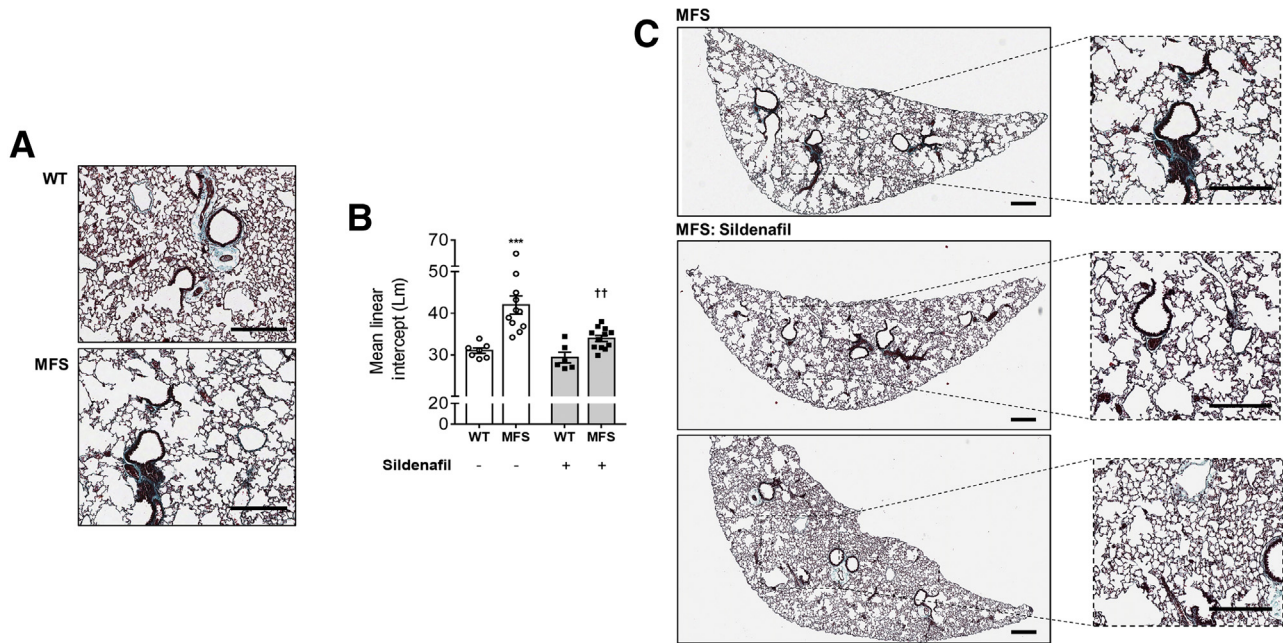 A
WT
MFS
B
Mean linear
intercept (Lm)
70
50
40
30
20
0
***
††
WT MFS WT MFS
Sildenafil - - + +
C
MFS
MFS: Sildenafil